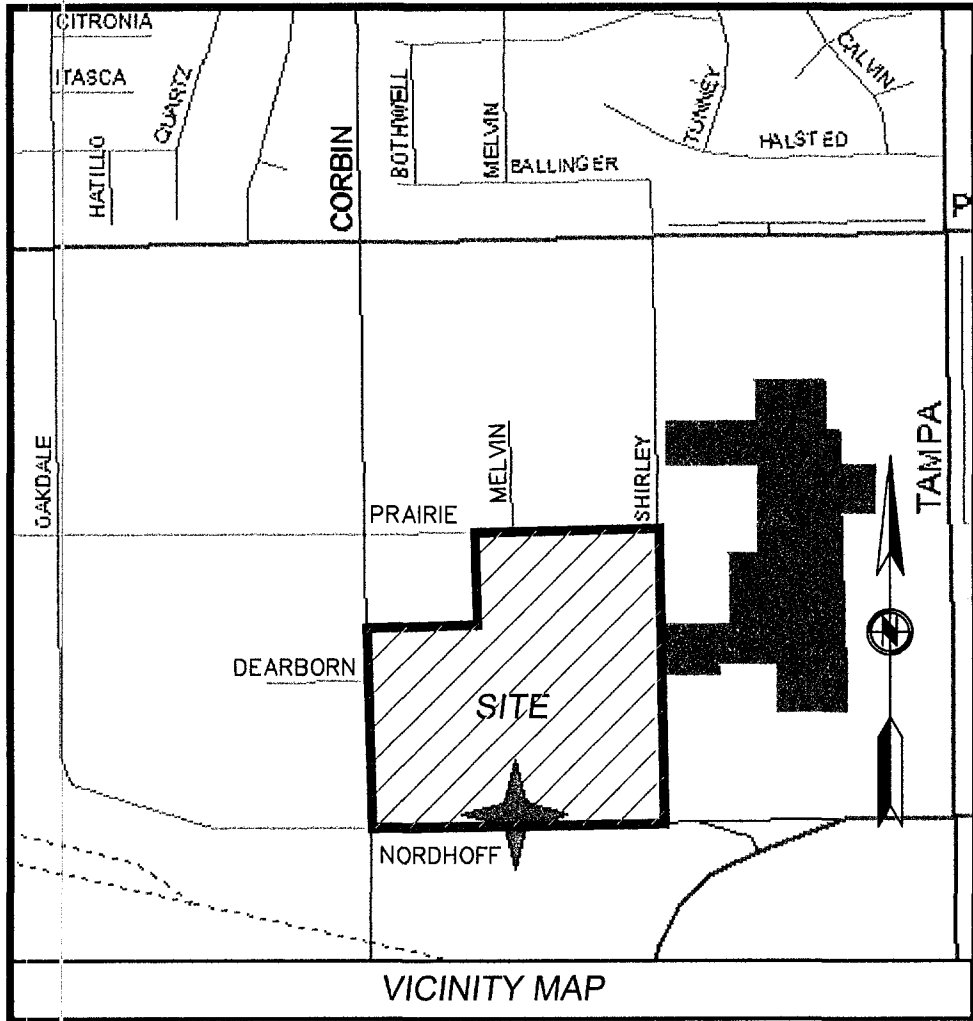 CITRONIA
ITASCA
QUARTZ
HATILLO
CORBIN
BOTHWELL
MELVIN
BALLINGER
TUNNEY
CALVIN
HALSTED
P
OAKDALE
PRAIRIE
MELVIN
SHIRLEY
TAMPA
DEARBORN
SITE
N
NORDHOFF
VICINITY MAP